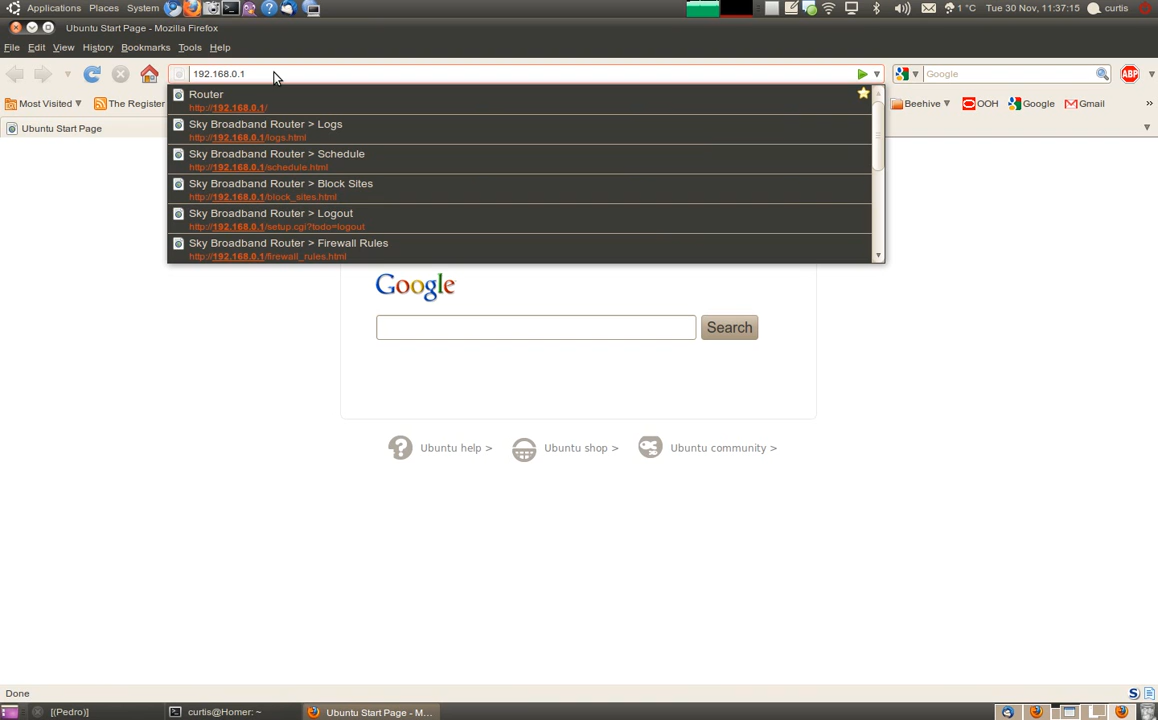 Applications Places System 1 °C Tue 30 Nov, 11:37:15 curtis
Ubuntu Start Page - Mozilla Firefox
File Edit View History Bookmarks Tools Help
192.168.0.1 Google ABP
Most Visited The Register Beehive OOH Google Gmail »
Ubuntu Start Page
Router
http://192.168.0.1/
Sky Broadband Router > Logs
http://192.168.0.1/logs.html
Sky Broadband Router > Schedule
http://192.168.0.1/schedule.html
Sky Broadband Router > Block Sites
http://192.168.0.1/block_sites.html
Sky Broadband Router > Logout
http://192.168.0.1/setup.cgi?todo=logout
Sky Broadband Router > Firewall Rules
http://192.168.0.1/firewall_rules.html
Google
Search
Ubuntu help > Ubuntu shop > Ubuntu community >
Done S
[(Pedro)] curtis@Homer: ~ Ubuntu Start Page - M...